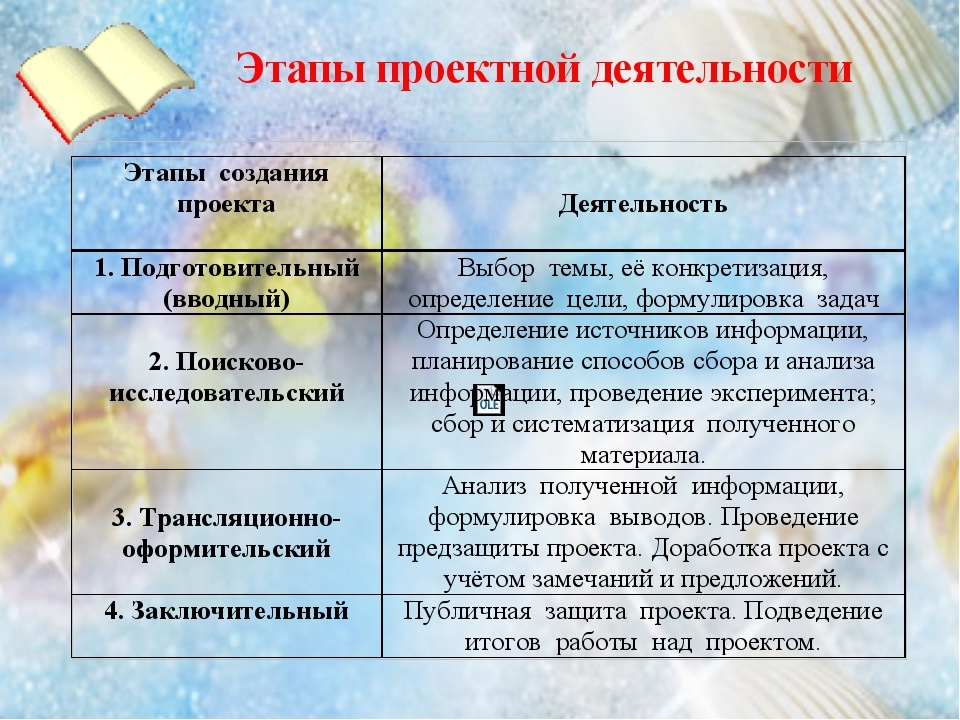 Этапы проектной деятельности
Этапы создания
проекта
Деятельность
1. Подготовительный
(вводный)
Выбор темы, её конкретизация,
определение цели, формулировка задач
2. Поисково-
исследовательский
Определение источников информации,
планирование способов сбора и анализа
информации, проведение эксперимента;
сбор и систематизация полученного
материала.
OLE
3. Трансляционно-
оформительский
Анализ полученной информации,
формулировка выводов. Проведение
предзащиты проекта. Доработка проекта с
учётом замечаний и предложений.
4. Заключительный
Публичная защита проекта. Подведение
итогов работы над проектом.